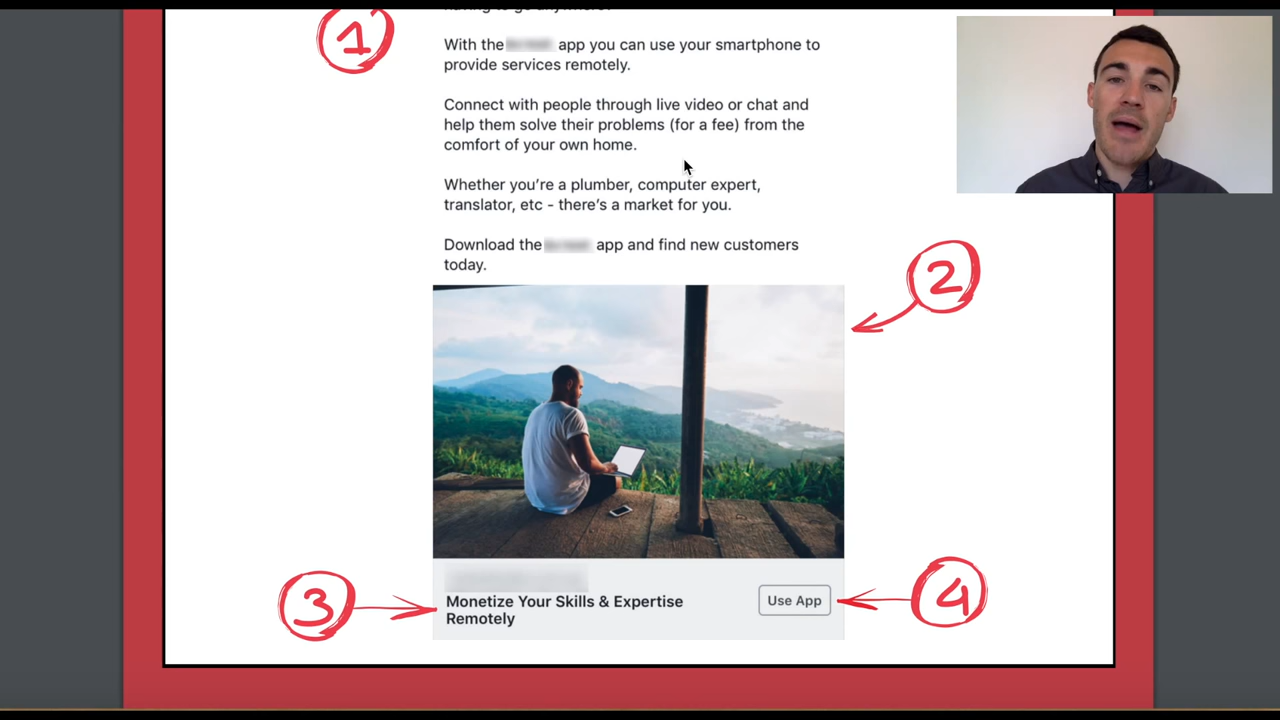 1
With the app you can use your smartphone to
provide services remotely.
Connect with people through live video or chat and
help them solve their problems (for a fee) from the
comfort of your own home.
Whether you’re a plumber, computer expert,
translator, etc - there’s a market for you.
Download the app and find new customers
today.
2
3
Monetize Your Skills & Expertise
Remotely
Use App
4